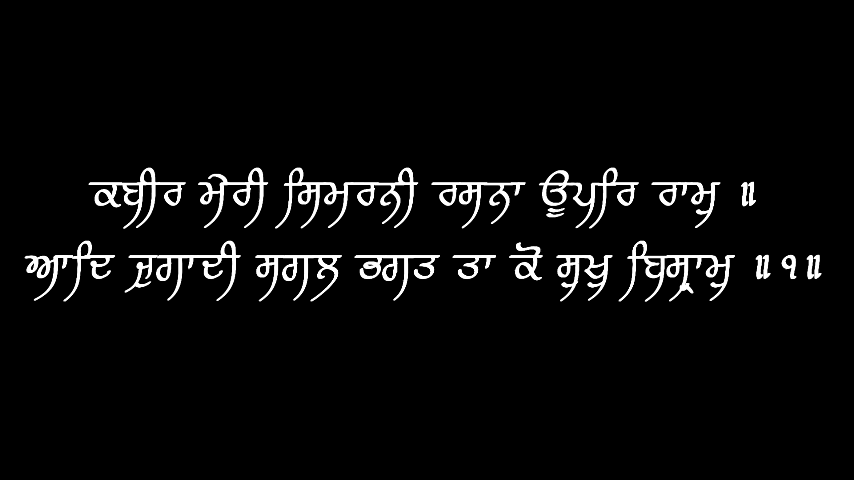 ਕਬੀਰ ਮੇਰੀ ਸਿਮਰਨੀ ਰਸਨਾ ਊਪਰਿ ਰਾਮੁ ॥
ਆਦਿ ਜੁਗਾਦੀ ਸਗਲ ਭਗਤ ਤਾ ਕੋ ਸੁਖੁ ਬਿਸ੍ਰਾਮੁ ॥੧॥